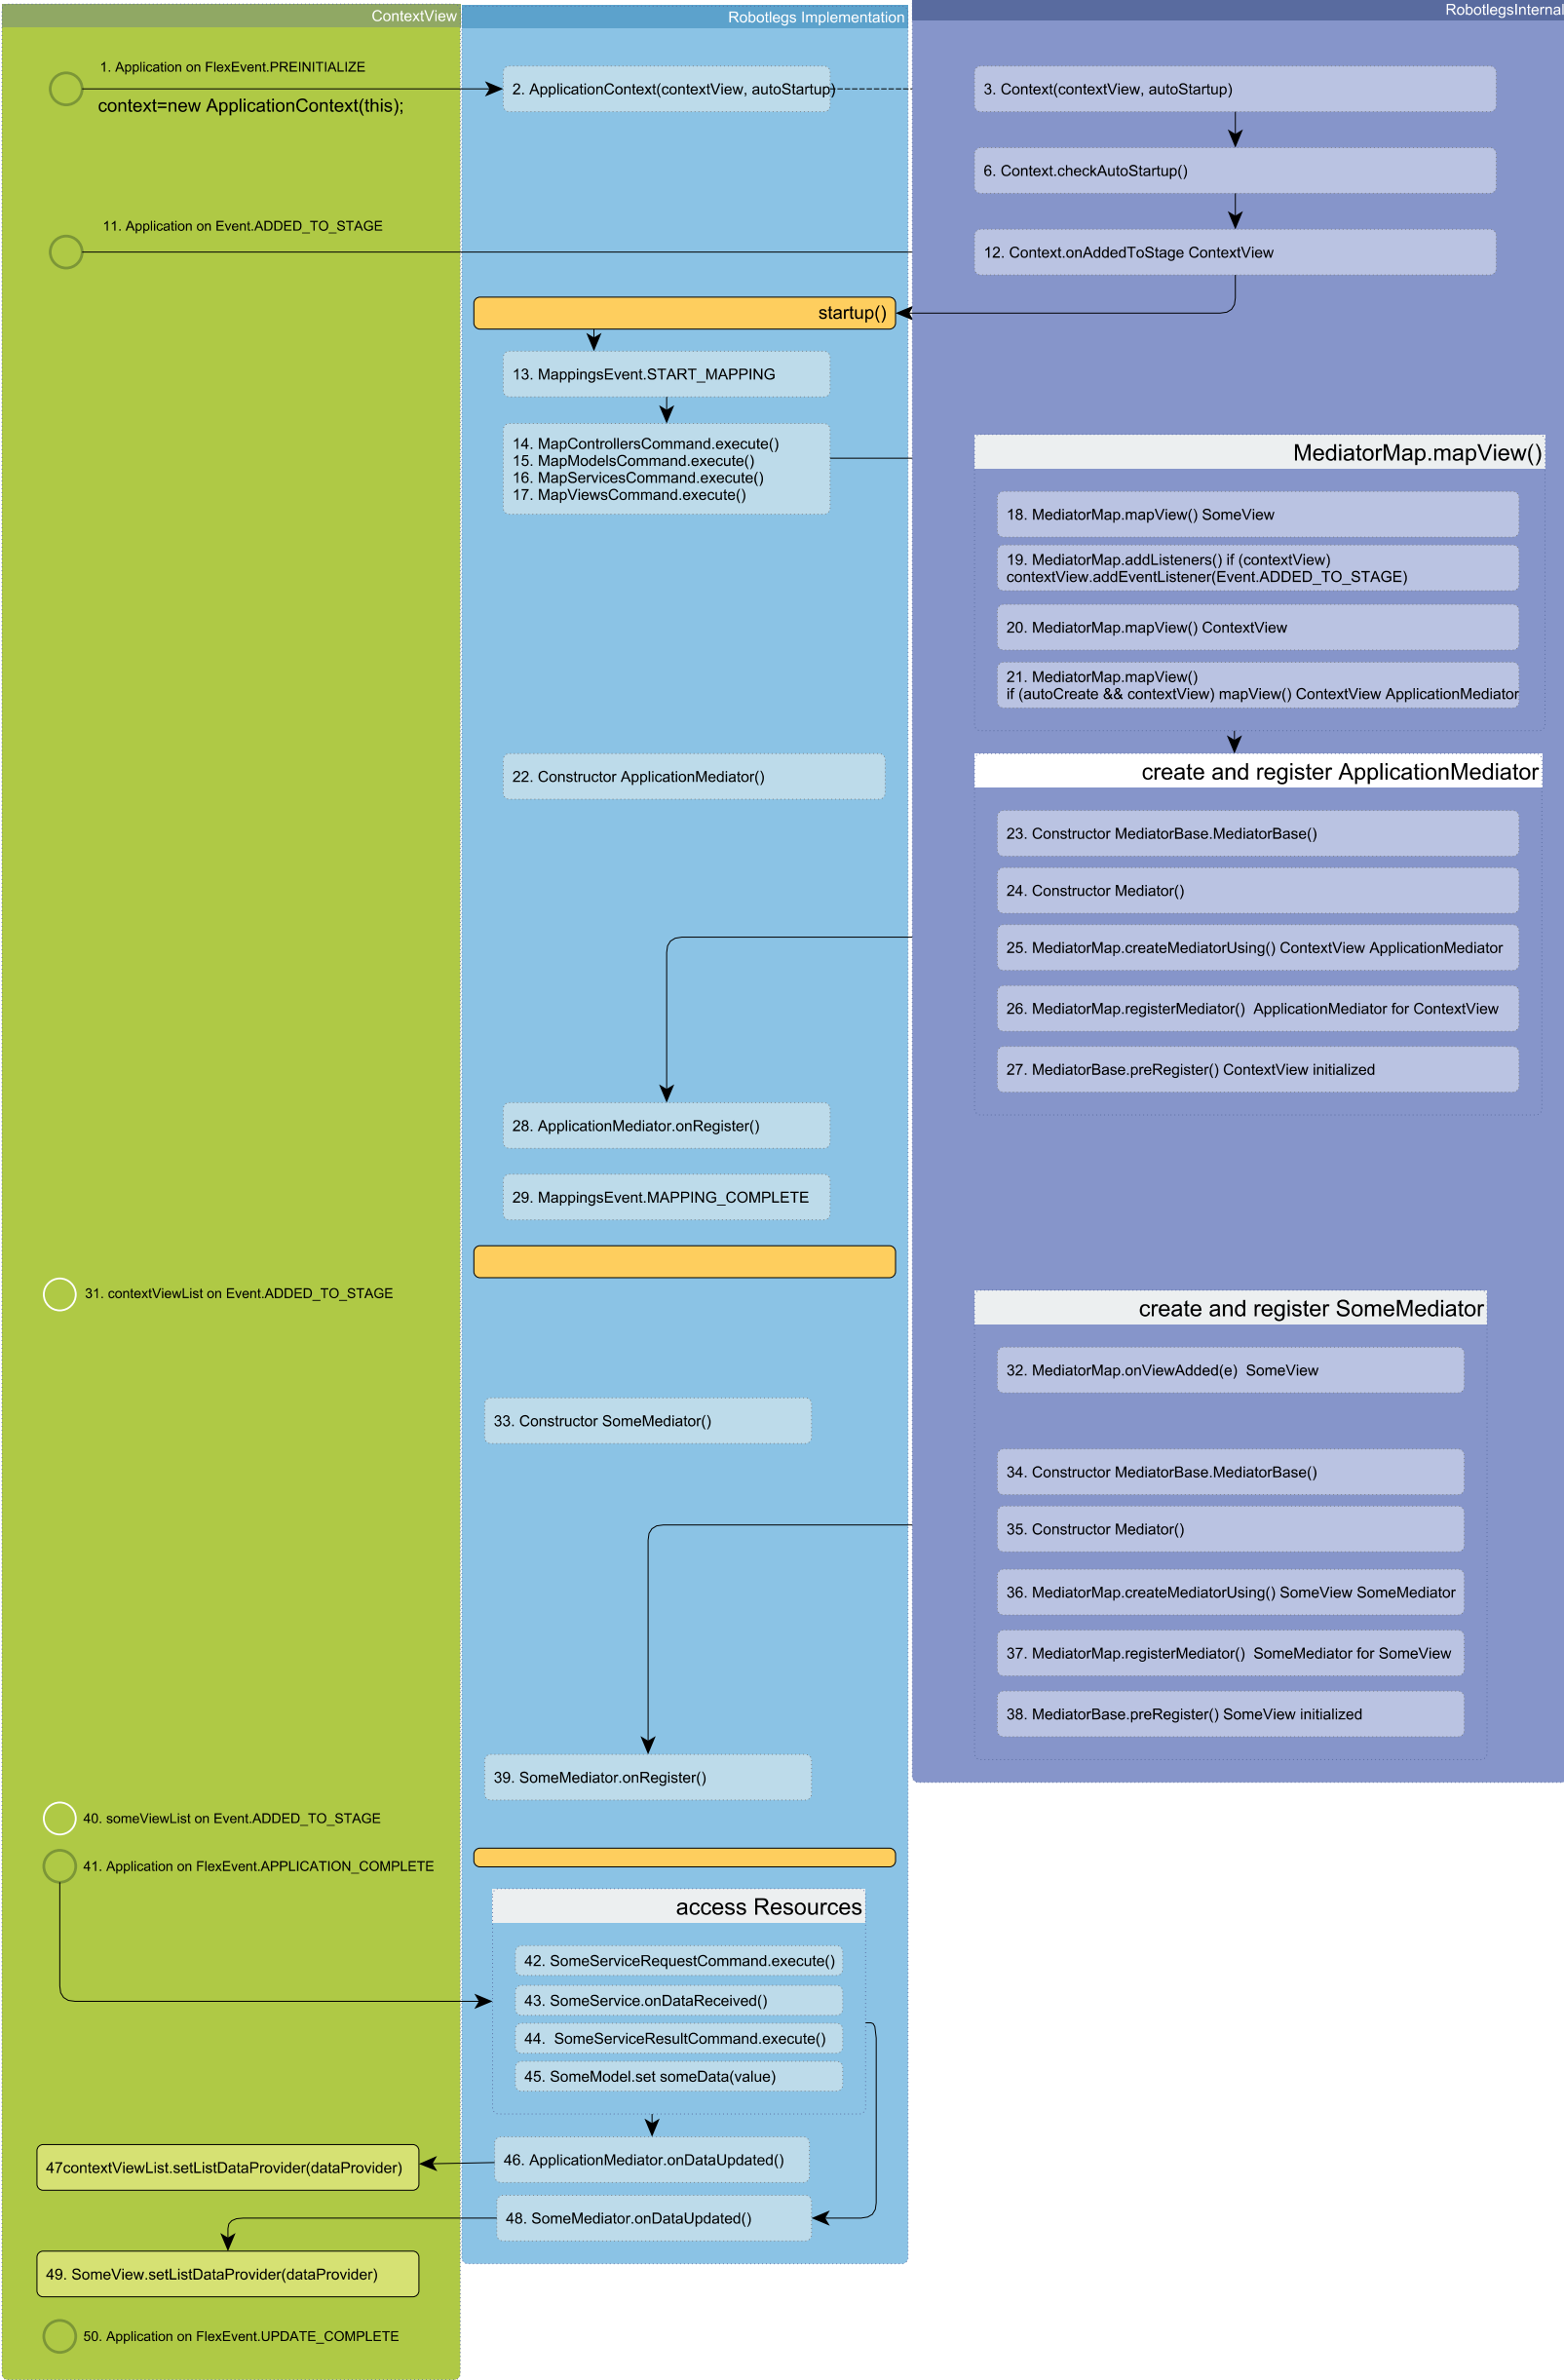 ContextView
Robotlegs Implementation
RobotlegsInternal
1. Application on FlexEvent.PREINITIALIZE
context=new ApplicationContext(this);
2. ApplicationContext(contextView, autoStartup)
3. Context(contextView, autoStartup)
6. Context.checkAutoStartup()
11. Application on Event.ADDED_TO_STAGE
12. Context.onAddedToStage ContextView
startup()
13. MappingsEvent.START_MAPPING
14. MapControllersCommand.execute()
15. MapModelsCommand.execute()
16. MapServicesCommand.execute()
17. MapViewsCommand.execute()
MediatorMap.mapView()
18. MediatorMap.mapView() SomeView
19. MediatorMap.addListeners() if (contextView)
contextView.addEventListener(Event.ADDED_TO_STAGE)
20. MediatorMap.mapView() ContextView
21. MediatorMap.mapView()
if (autoCreate && contextView) mapView() ContextView ApplicationMediator
22. Constructor ApplicationMediator()
create and register ApplicationMediator
23. Constructor MediatorBase.MediatorBase()
24. Constructor Mediator()
25. MediatorMap.createMediatorUsing() ContextView ApplicationMediator
26. MediatorMap.registerMediator()  ApplicationMediator for ContextView
27. MediatorBase.preRegister() ContextView initialized
28. ApplicationMediator.onRegister()
29. MappingsEvent.MAPPING_COMPLETE
31. contextViewList on Event.ADDED_TO_STAGE
create and register SomeMediator
32. MediatorMap.onViewAdded(e)  SomeView
33. Constructor SomeMediator()
34. Constructor MediatorBase.MediatorBase()
35. Constructor Mediator()
36. MediatorMap.createMediatorUsing() SomeView SomeMediator
37. MediatorMap.registerMediator()  SomeMediator for SomeView
38. MediatorBase.preRegister() SomeView initialized
39. SomeMediator.onRegister()
40. someViewList on Event.ADDED_TO_STAGE
41. Application on FlexEvent.APPLICATION_COMPLETE
access Resources
42. SomeServiceRequestCommand.execute()
43. SomeService.onDataReceived()
44.  SomeServiceResultCommand.execute()
45. SomeModel.set someData(value)
46. ApplicationMediator.onDataUpdated()
47contextViewList.setListDataProvider(dataProvider)
48. SomeMediator.onDataUpdated()
49. SomeView.setListDataProvider(dataProvider)
50. Application on FlexEvent.UPDATE_COMPLETE